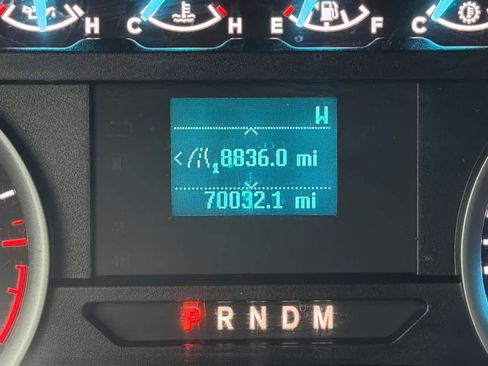 H C H E F C
W
1 8836.0 mi
70032.1 mi
P R N D M